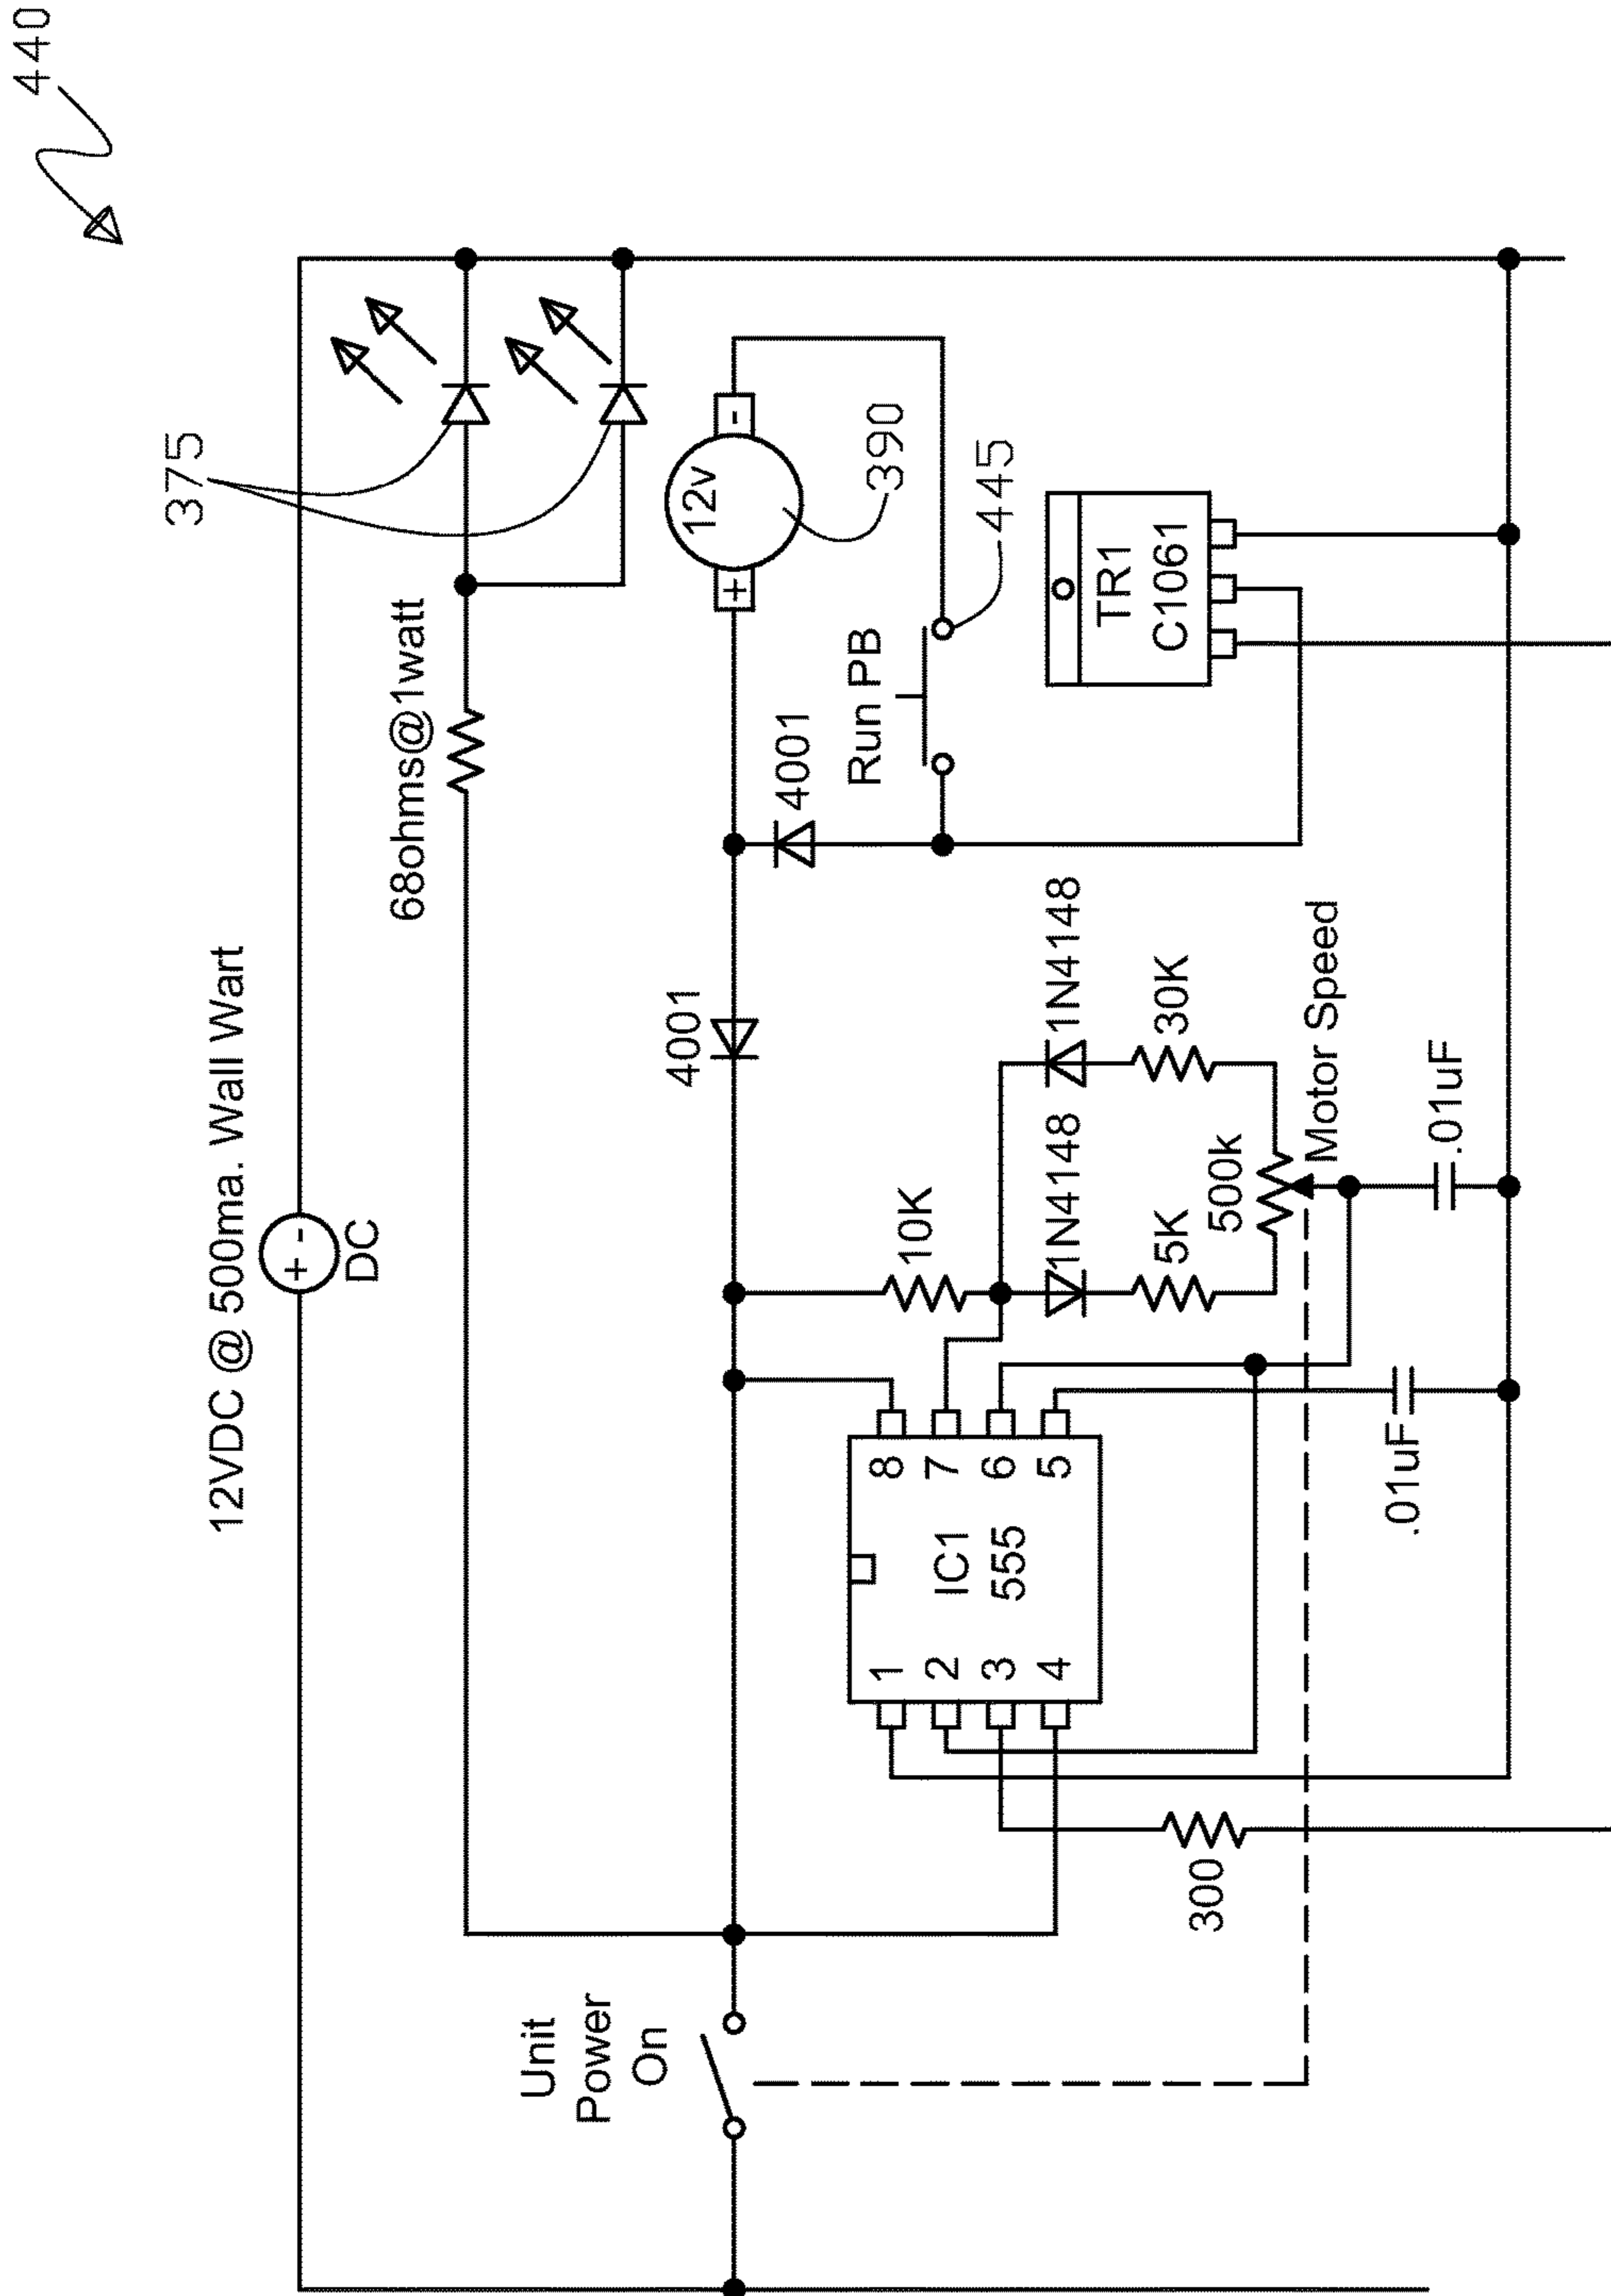 440
12VDC @ 500ma. Wall Wart
+ -
DC
375
68ohms@1watt
12v
+
-
390
4001
4001
Run PB
445
TR1
C1061
Unit
Power
On
10K
1N4148
1N4148
5K
30K
500k
Motor Speed
.01uF
.01uF
IC1
555
1
2
3
4
8
7
6
5
300